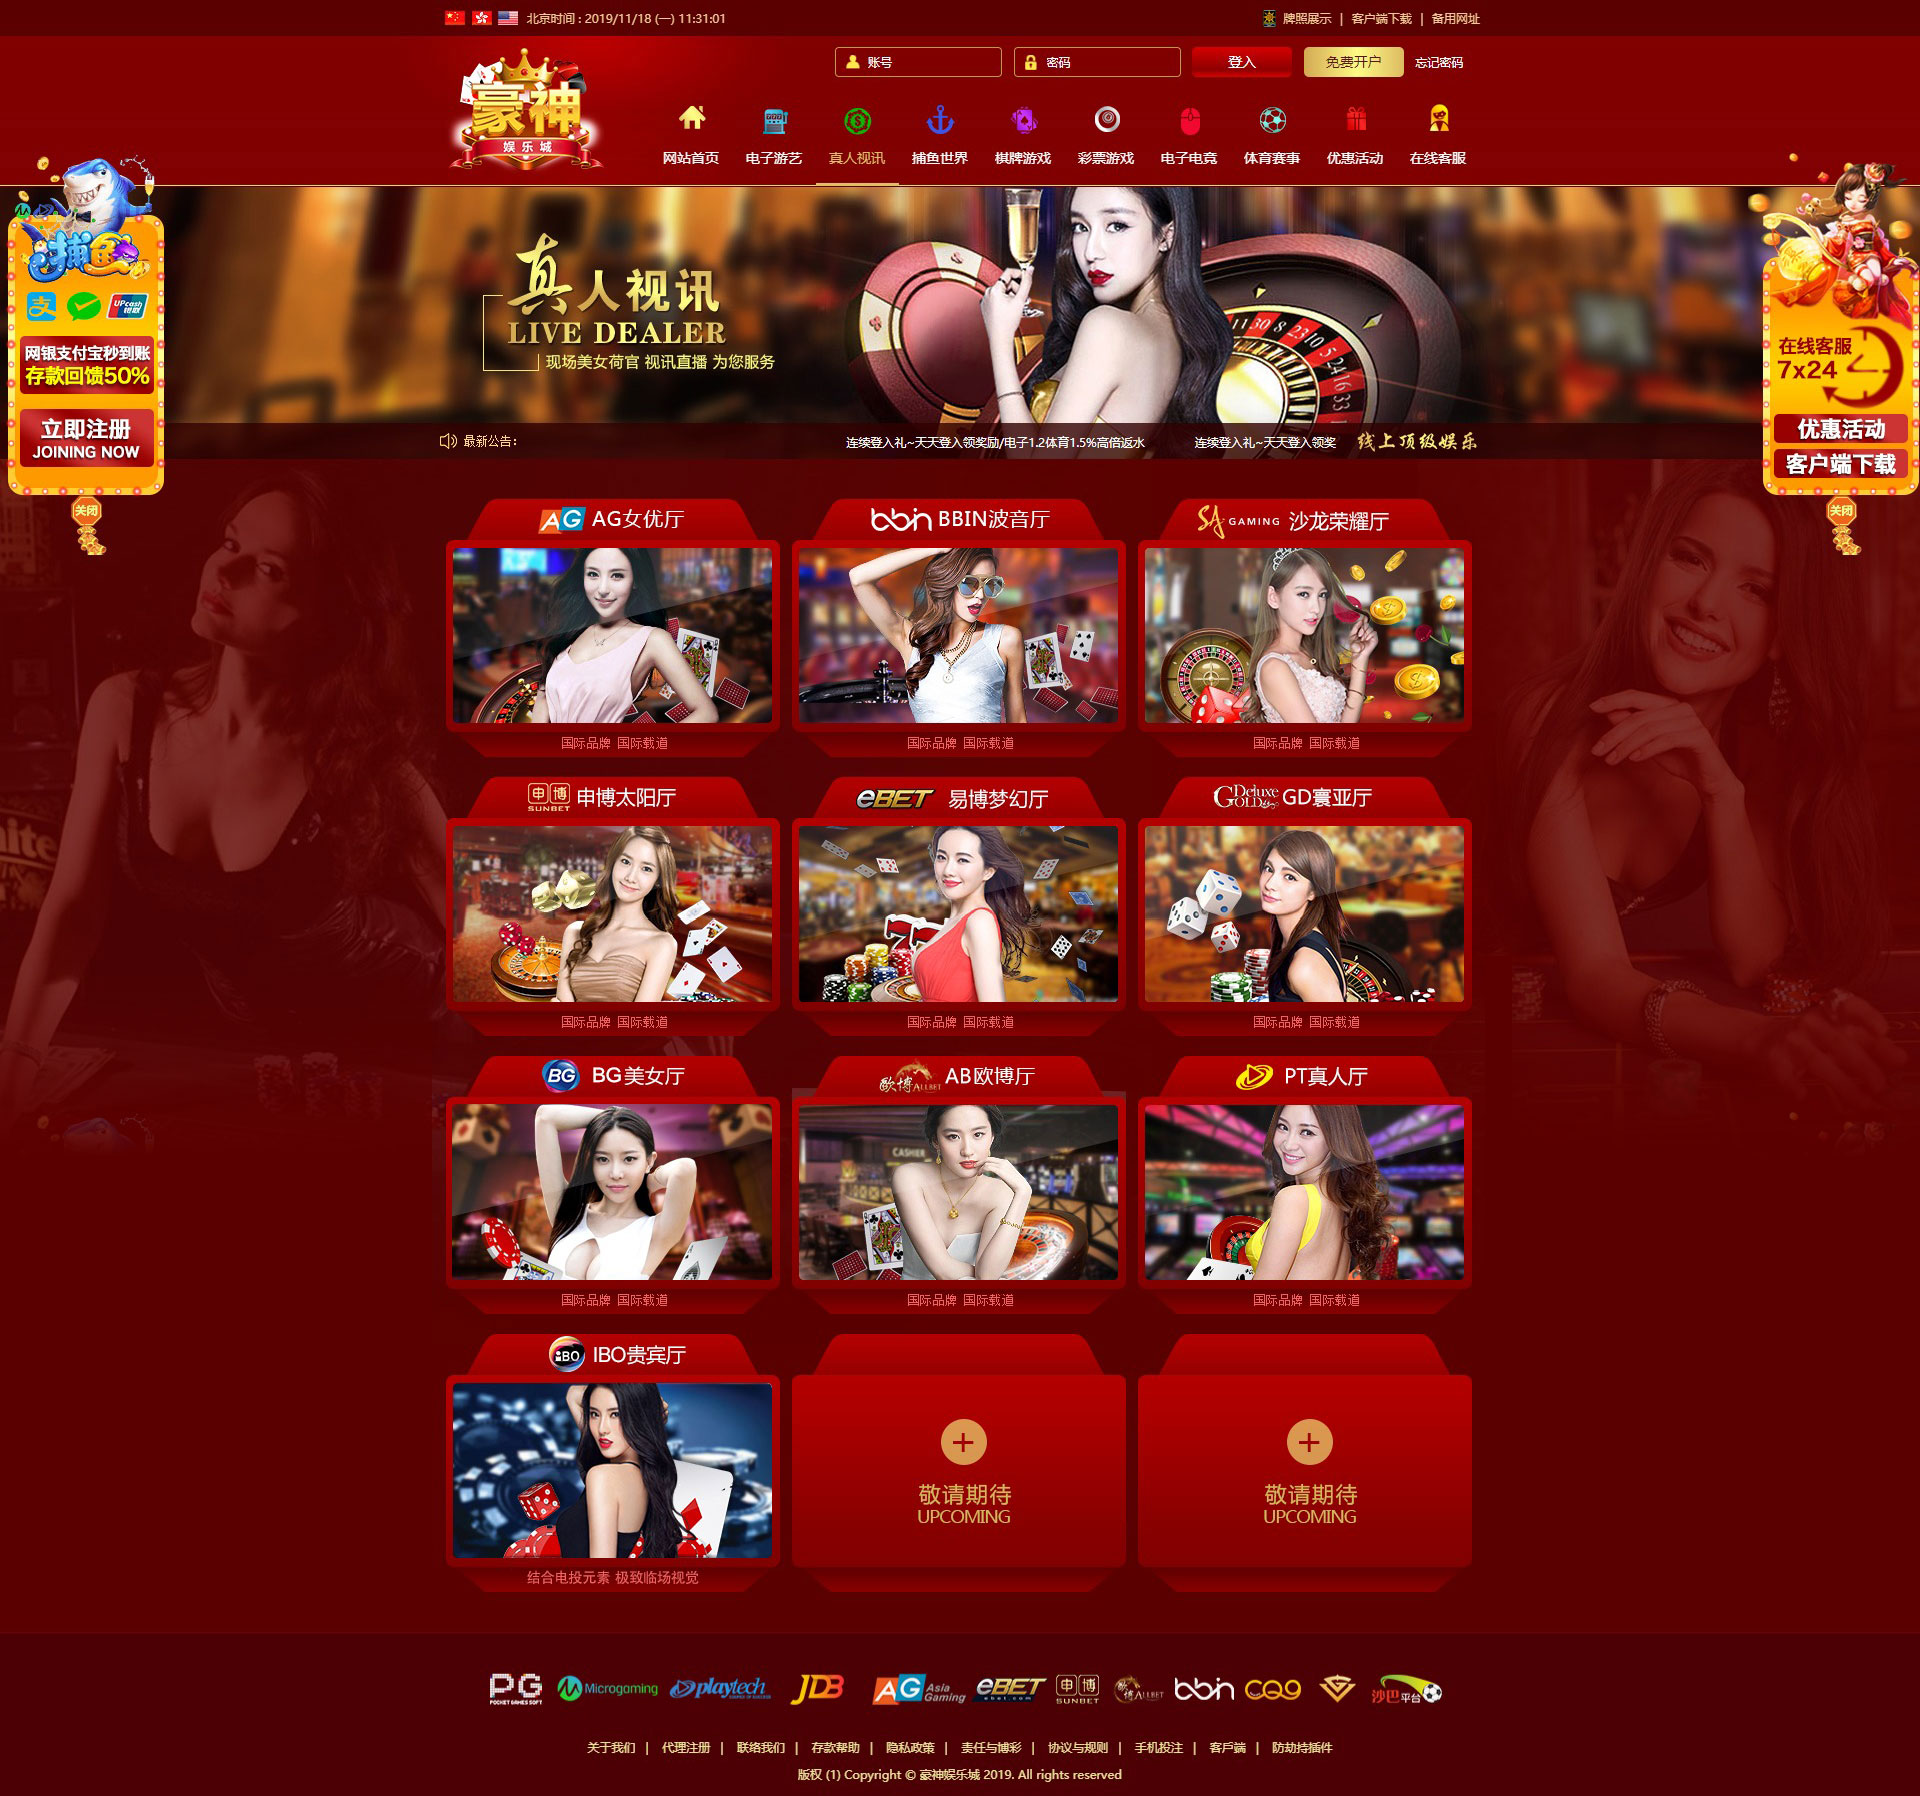 北京时间 : 2019/11/18 (一) 11:31:01
牌照展示 | 客户端下载 | 备用网址
豪神
娱乐城
账号
密码
登入
免费开户
忘记密码
网站首页
电子游艺
真人视讯
捕鱼世界
棋牌游戏
彩票游戏
电子电竞
体育赛事
优惠活动
在线客服
捕鱼
UPcash
银联
网银支付宝秒到账
存款回馈50%
立即注册
JOINING NOW
关闭
真人视讯
LIVE DEALER
现场美女荷官 视讯直播 为您服务
在线客服
7x24
优惠活动
客户端下载
关闭
最新公告:
连续登入礼~天天登入领奖励/电子1.2体育1.5%高倍返水
连续登入礼~天天登入领奖
线上顶级娱乐
AG AG女优厅
bbin BBIN波音厅
SA GAMING 沙龙荣耀厅
国际品牌 国际载道
国际品牌 国际载道
国际品牌 国际载道
申博 SUNBET 申博太阳厅
eBET 易博梦幻厅
Gold Deluxe GD寰亚厅
国际品牌 国际载道
国际品牌 国际载道
国际品牌 国际载道
BG BG美女厅
歐博 ALLBET AB欧博厅
PT真人厅
CASHIER
国际品牌 国际载道
国际品牌 国际载道
国际品牌 国际载道
iBO IBO贵宾厅
敬请期待
UPCOMING
敬请期待
UPCOMING
结合电投元素 极致临场视觉
PG POCKET GAMES SOFT
Microgaming
playtech
JDB
AG Asia Gaming
eBET ebet.com
申博 SUNBET
歐博 ALLBET
bbin
CQ9
沙巴平台
关于我们 | 代理注册 | 联络我们 | 存款帮助 | 隐私政策 | 责任与博彩 | 协议与规则 | 手机投注 | 客戶端 | 防劫持插件
版权 (1) Copyright © 豪神娱乐城 2019. All rights reserved